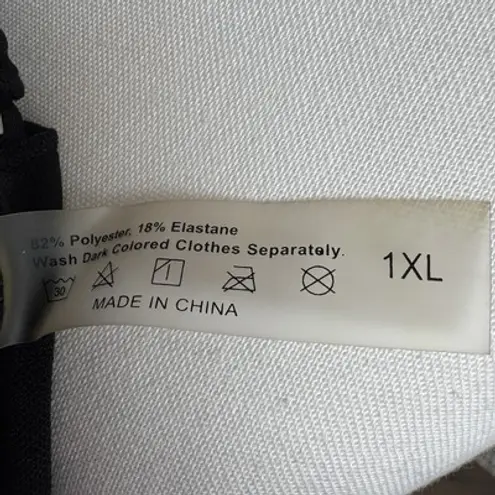 82% Polyester, 18% Elastane
Wash Dark Colored Clothes Separately.
30
1XL
MADE IN CHINA